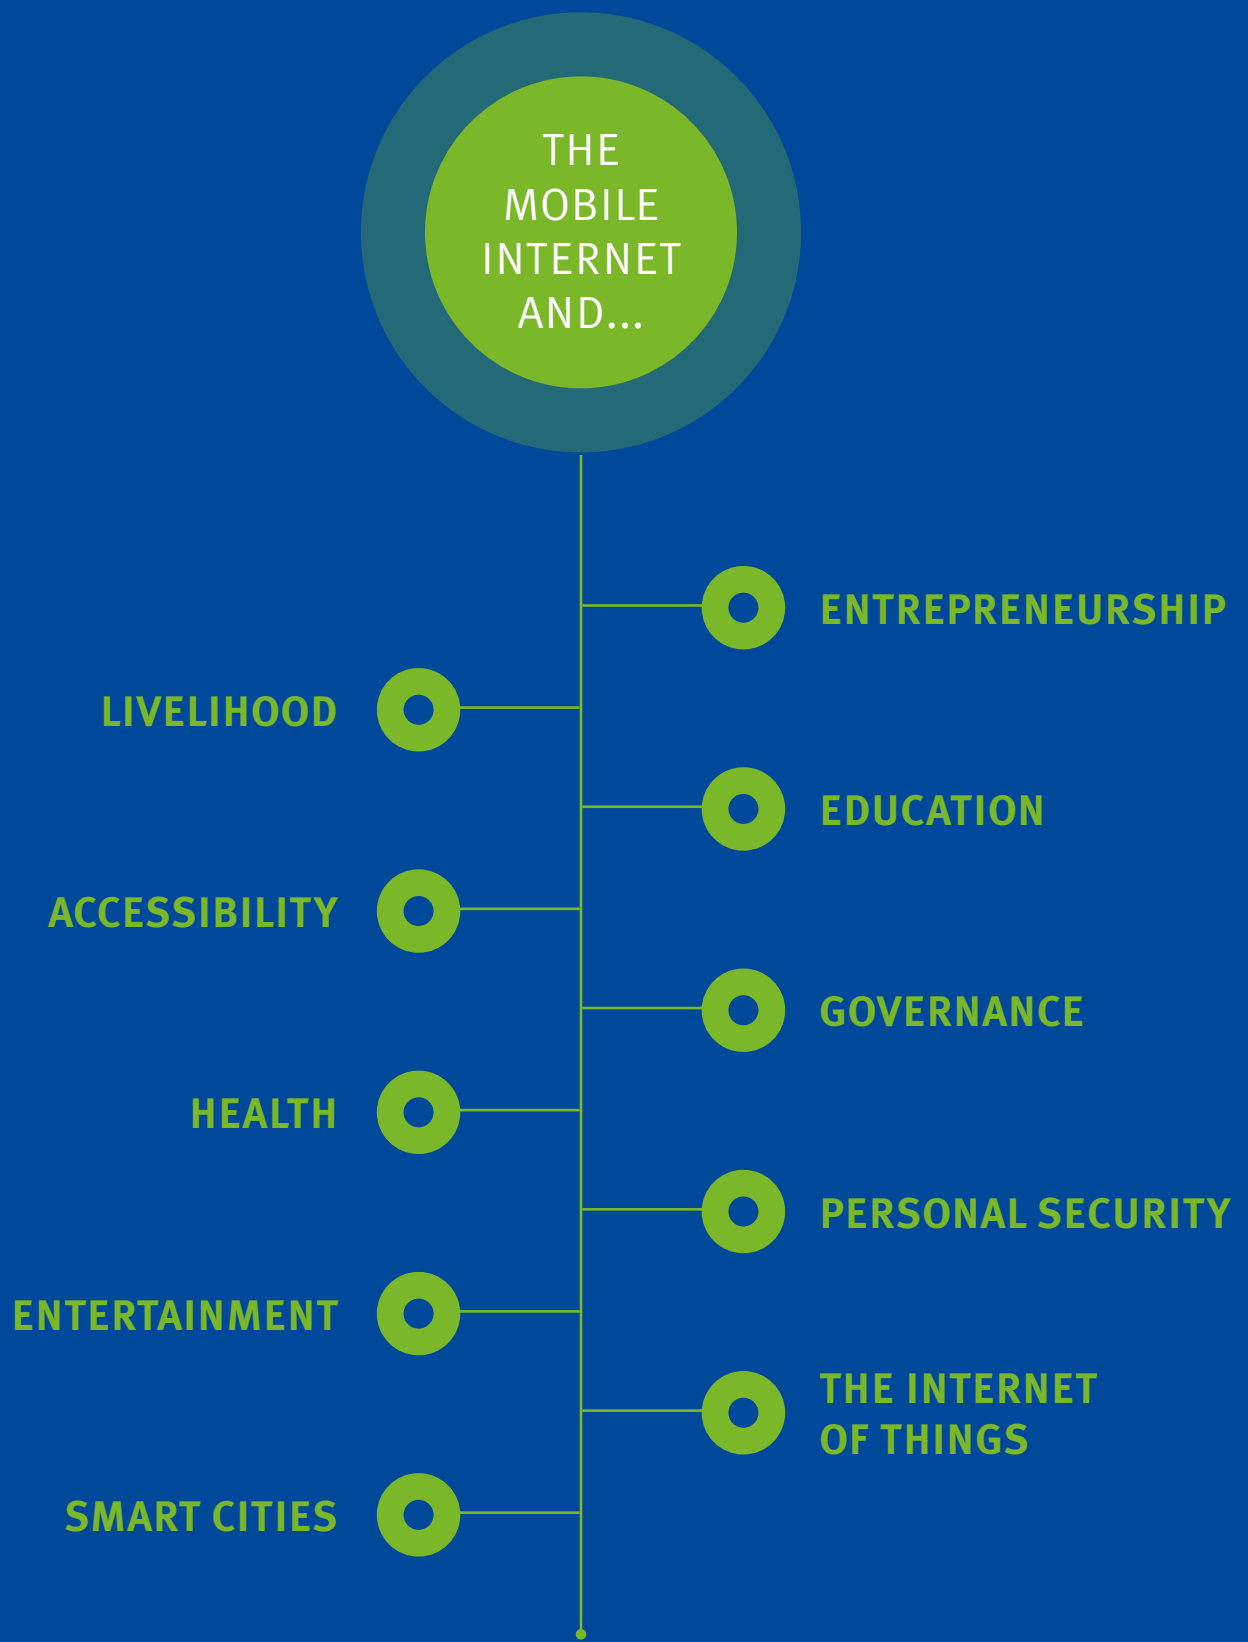 THE
MOBILE
INTERNET
AND...
ENTREPRENEURSHIP
LIVELIHOOD
EDUCATION
ACCESSIBILITY
GOVERNANCE
HEALTH
PERSONAL SECURITY
ENTERTAINMENT
THE INTERNET
OF THINGS
SMART CITIES